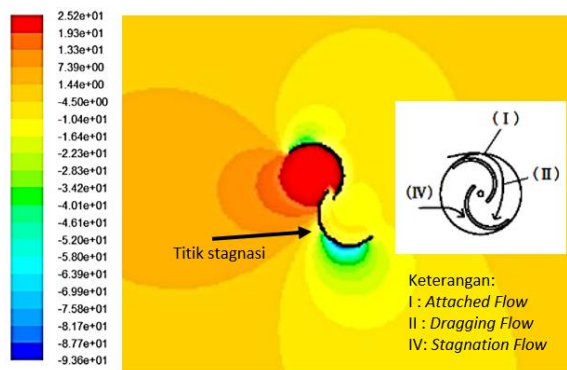 2.52e+01
1.93e+01
1.33e+01
7.39e+00
1.44e+00
-4.50e+00
-1.04e+01
-1.64e+01
-2.23e+01
-2.83e+01
-3.42e+01
-4.01e+01
-4.61e+01
-5.20e+01
-5.80e+01
-6.39e+01
-6.99e+01
-7.58e+01
-8.17e+01
-8.77e+01
-9.36e+01
Titik stagnasi
(I)
(II)
(IV)
Keterangan:
I : Attached Flow
II : Dragging Flow
IV: Stagnation Flow